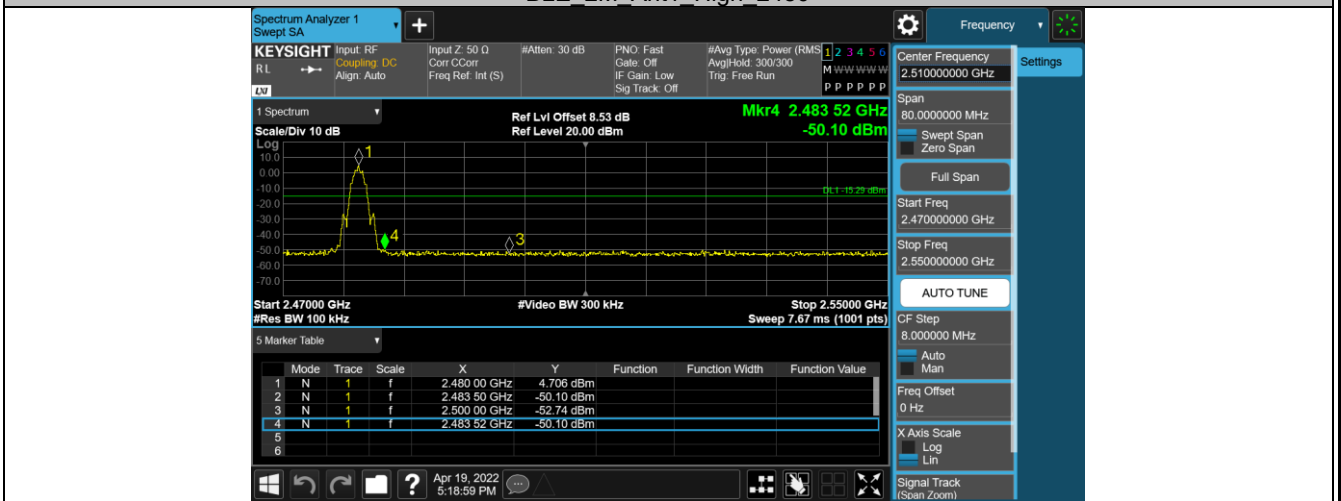 Spectrum Analyzer 1
Swept SA
+
Frequency
KEYSIGHT
RL
LXI
Input: RF
Coupling: DC
Align: Auto
Input Z: 50 Ω
Corr CCorr
Freq Ref: Int (S)
#Atten: 30 dB
PNO: Fast
Gate: Off
IF Gain: Low
Sig Track: Off
#Avg Type: Power (RMS
Avg|Hold: 300/300
Trig: Free Run
1 2 3 4 5 6
M W W W W W
P P P P P P
1 Spectrum
Scale/Div 10 dB
Ref Lvl Offset 8.53 dB
Ref Level 20.00 dBm
Mkr4 2.483 52 GHz
-50.10 dBm
Log
10.0
0.00
-10.0
-20.0
-30.0
-40.0
-50.0
-60.0
-70.0
1
4
3
DL1 -15.29 dBm
Start 2.47000 GHz
#Res BW 100 kHz
#Video BW 300 kHz
Stop 2.55000 GHz
Sweep 7.67 ms (1001 pts)
5 Marker Table
Mode Trace Scale X Y Function Function Width Function Value
1 N 1 f 2.480 00 GHz 4.706 dBm
2 N 1 f 2.483 50 GHz -50.10 dBm
3 N 1 f 2.500 00 GHz -52.74 dBm
4 N 1 f 2.483 52 GHz -50.10 dBm
5
6
?
Apr 19, 2022
5:18:59 PM
Center Frequency
2.510000000 GHz
Settings
Span
80.0000000 MHz
Swept Span
Zero Span
Full Span
Start Freq
2.470000000 GHz
Stop Freq
2.550000000 GHz
AUTO TUNE
CF Step
8.000000 MHz
Auto
Man
Freq Offset
0 Hz
X Axis Scale
Log
Lin
Signal Track
(Span Zoom)